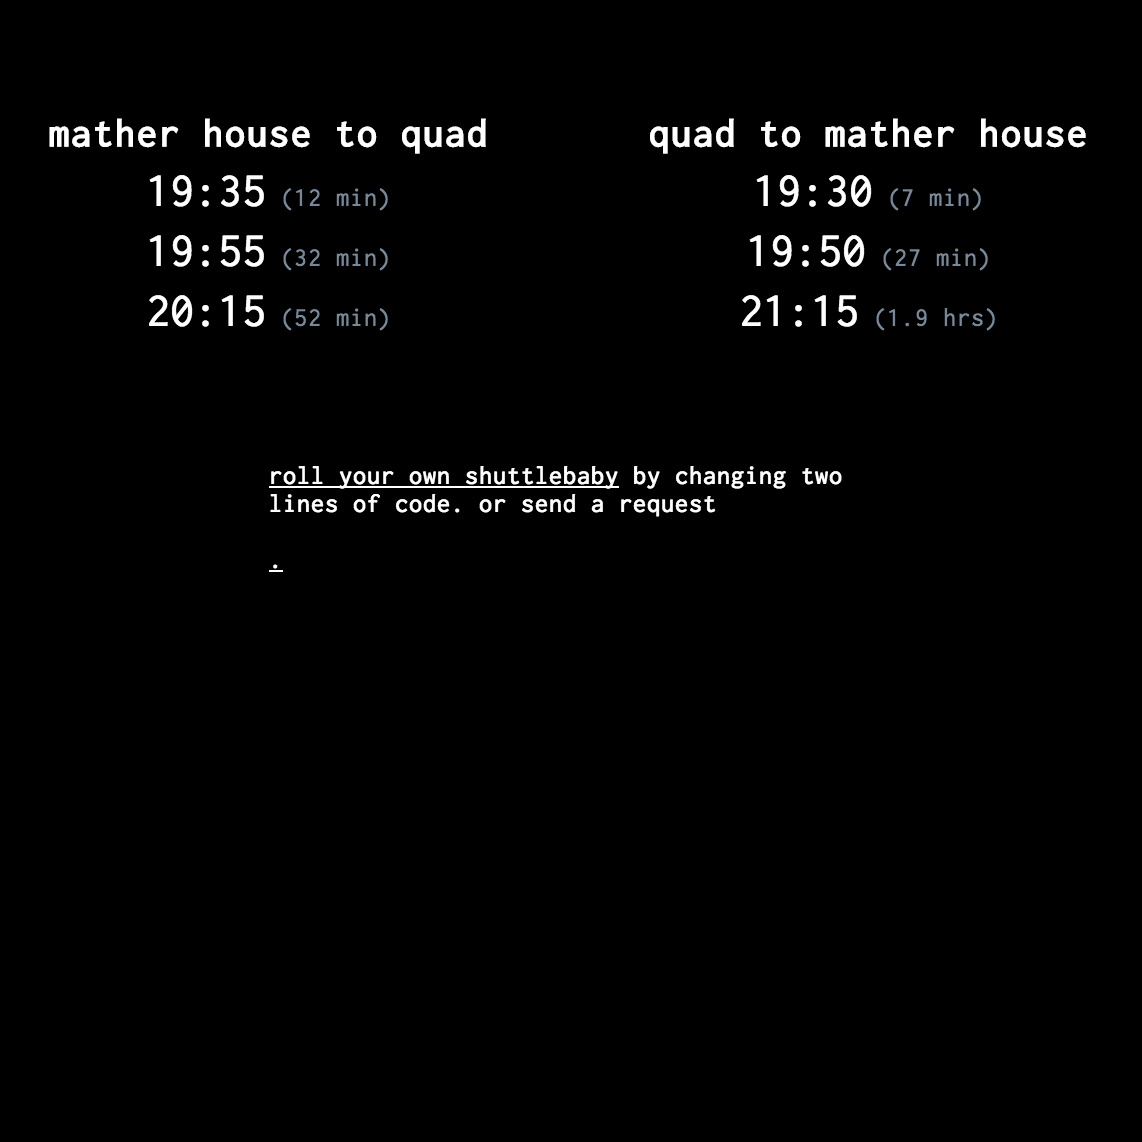 mather house to quad
19:35 (12 min)
19:55 (32 min)
20:15 (52 min)
quad to mather house
19:30 (7 min)
19:50 (27 min)
21:15 (1.9 hrs)
roll your own shuttlebaby by changing two
lines of code. or send a request
.